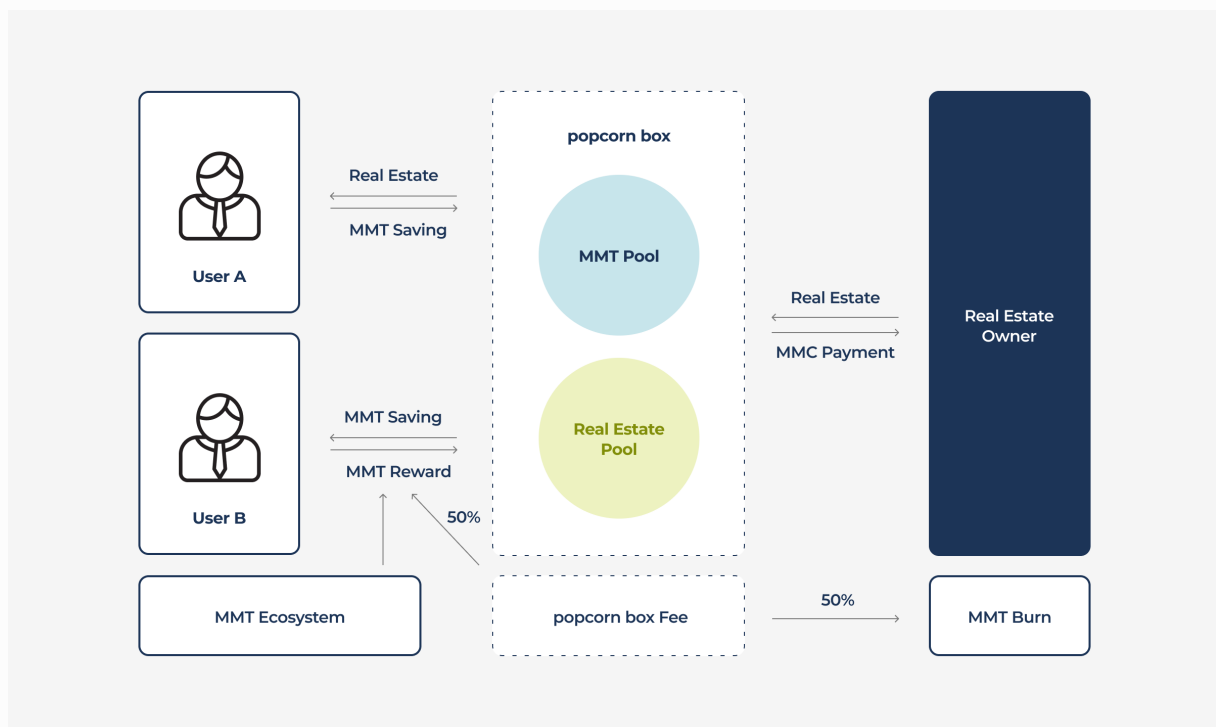 popcorn box
Real Estate
MMT Saving
User A
MMT Pool
Real Estate
MMC Payment
Real Estate
Owner
MMT Saving
MMT Reward
User B
Real Estate
Pool
50%
MMT Ecosystem
popcorn box Fee
50%
MMT Burn